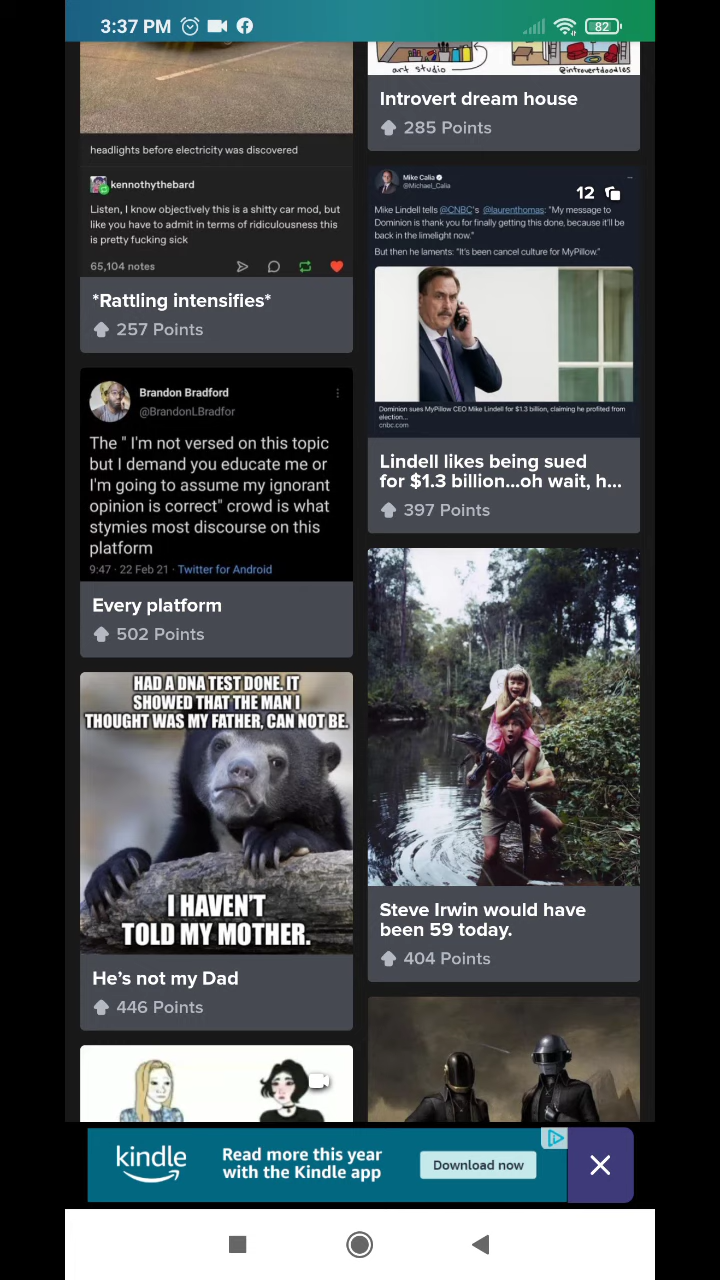 3:37 PM
82
headlights before electricity was discovered
kennothythebard
Listen, I know objectively this is a shitty car mod, but
like you have to admit in terms of ridiculousness this
is pretty fucking sick
65,104 notes
*Rattling intensifies*
257 Points
Brandon Bradford
@BrandonLBradfor
The " I'm not versed on this topic
but I demand you educate me or
I'm going to assume my ignorant
opinion is correct" crowd is what
stymies most discourse on this
platform
9:47 · 22 Feb 21 · Twitter for Android
Every platform
502 Points
HAD A DNA TEST DONE. IT
SHOWED THAT THE MAN I
THOUGHT WAS MY FATHER, CAN NOT BE.
I HAVEN'T
TOLD MY MOTHER.
He's not my Dad
446 Points
art studio
@introvertdoodles
Introvert dream house
285 Points
Mike Calia
@Michael_Calia
12
Mike Lindell tells @CNBC's @laurenthomas: "My message to
Dominion is thank you for finally getting this done, because it'll be
back in the limelight now."
But then he laments: "It's been cancel culture for MyPillow."
Dominion sues MyPillow CEO Mike Lindell for $1.3 billion, claiming he profited from
election...
cnbc.com
Lindell likes being sued
for $1.3 billion...oh wait, h...
397 Points
Steve Irwin would have
been 59 today.
404 Points
kindle
Read more this year
with the Kindle app
Download now